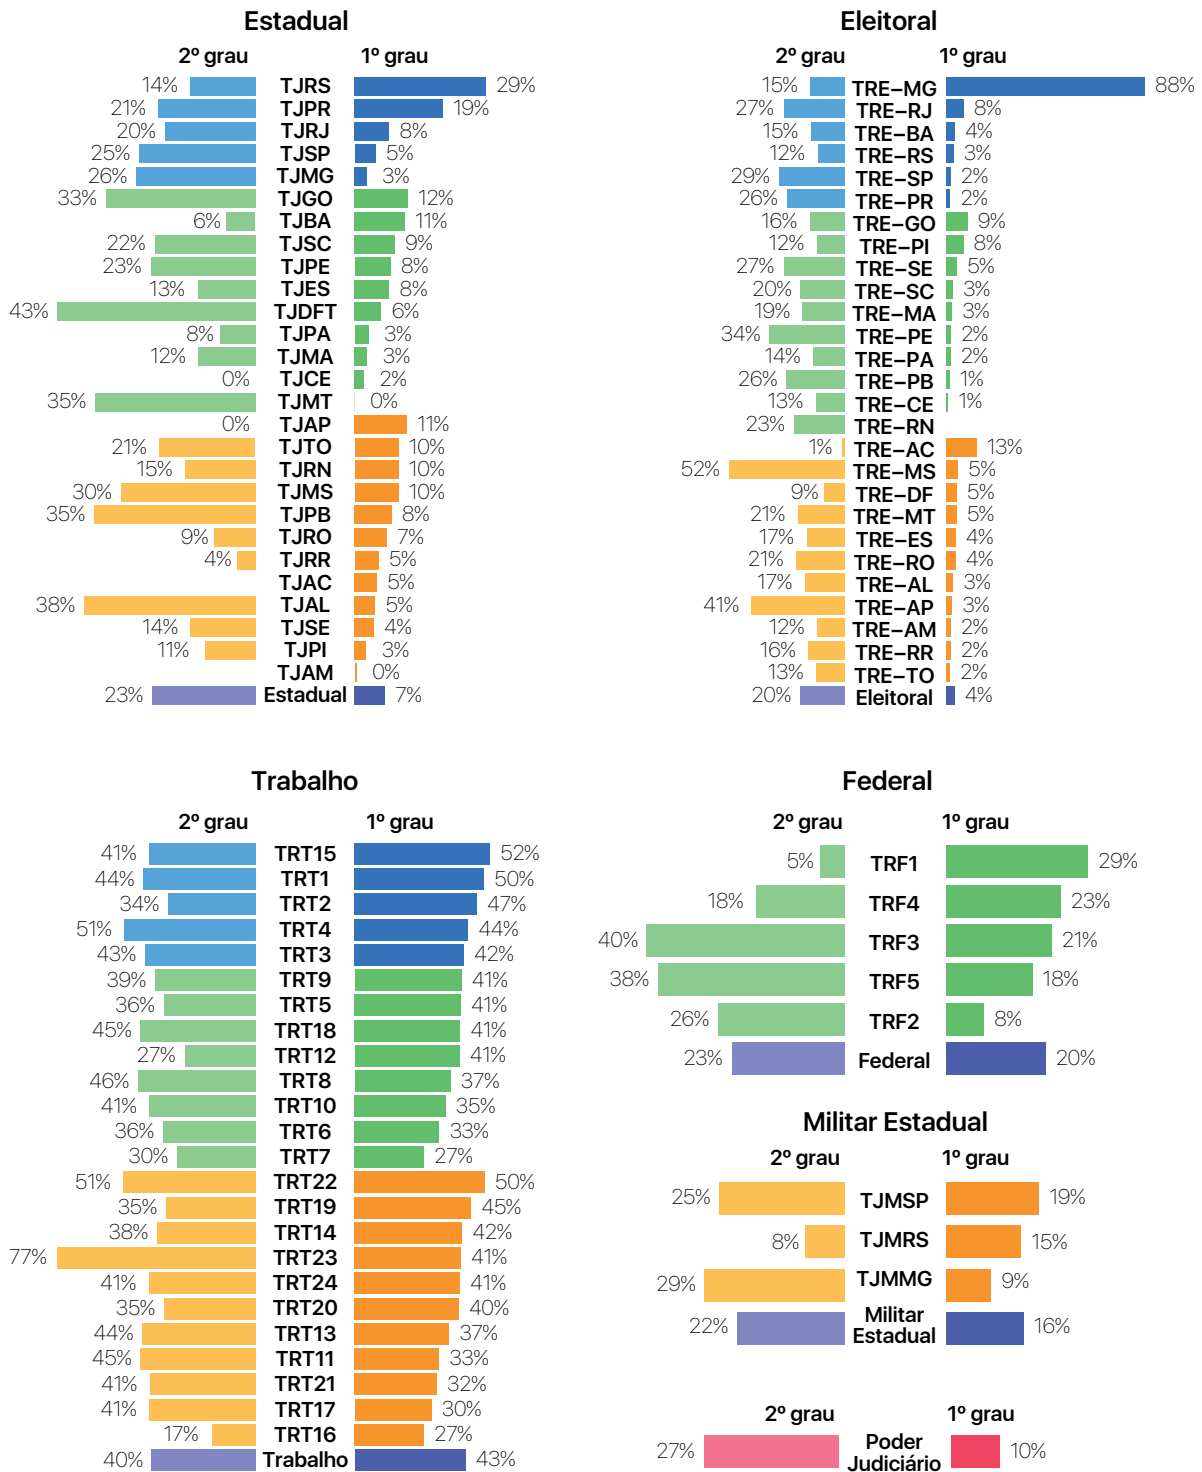 Estadual
2º grau 1º grau
14% TJRS 29%
21% TJPR 19%
20% TJRJ 8%
25% TJSP 5%
26% TJMG 3%
33% TJGO 12%
6% TJBA 11%
22% TJSC 9%
23% TJPE 8%
13% TJES 8%
43% TJDFT 6%
8% TJPA 3%
12% TJMA 3%
0% TJCE 2%
35% TJMT 0%
0% TJAP 11%
21% TJTO 10%
15% TJRN 10%
30% TJMS 10%
35% TJPB 8%
9% TJRO 7%
4% TJRR 5%
TJAC 5%
38% TJAL 5%
14% TJSE 4%
11% TJPI 3%
TJAM 0%
23% Estadual 7%
Eleitoral
2º grau 1º grau
15% TRE–MG 88%
27% TRE–RJ 8%
15% TRE–BA 4%
12% TRE–RS 3%
29% TRE–SP 2%
26% TRE–PR 2%
16% TRE–GO 9%
12% TRE–PI 8%
27% TRE–SE 5%
20% TRE–SC 3%
19% TRE–MA 3%
34% TRE–PE 2%
14% TRE–PA 2%
26% TRE–PB 1%
13% TRE–CE 1%
23% TRE–RN
1% TRE–AC 13%
52% TRE–MS 5%
9% TRE–DF 5%
21% TRE–MT 5%
17% TRE–ES 4%
21% TRE–RO 4%
17% TRE–AL 3%
41% TRE–AP 3%
12% TRE–AM 2%
16% TRE–RR 2%
13% TRE–TO 2%
20% Eleitoral 4%
Trabalho
2º grau 1º grau
41% TRT15 52%
44% TRT1 50%
34% TRT2 47%
51% TRT4 44%
43% TRT3 42%
39% TRT9 41%
36% TRT5 41%
45% TRT18 41%
27% TRT12 41%
46% TRT8 37%
41% TRT10 35%
36% TRT6 33%
30% TRT7 27%
51% TRT22 50%
35% TRT19 45%
38% TRT14 42%
77% TRT23 41%
41% TRT24 41%
35% TRT20 40%
44% TRT13 37%
45% TRT11 33%
41% TRT21 32%
41% TRT17 30%
17% TRT16 27%
40% Trabalho 43%
Federal
2º grau 1º grau
5% TRF1 29%
18% TRF4 23%
40% TRF3 21%
38% TRF5 18%
26% TRF2 8%
23% Federal 20%
Militar Estadual
2º grau 1º grau
25% TJMSP 19%
8% TJMRS 15%
29% TJMMG 9%
22% Militar 16%
Estadual
2º grau 1º grau
27% Poder 10%
Judiciário